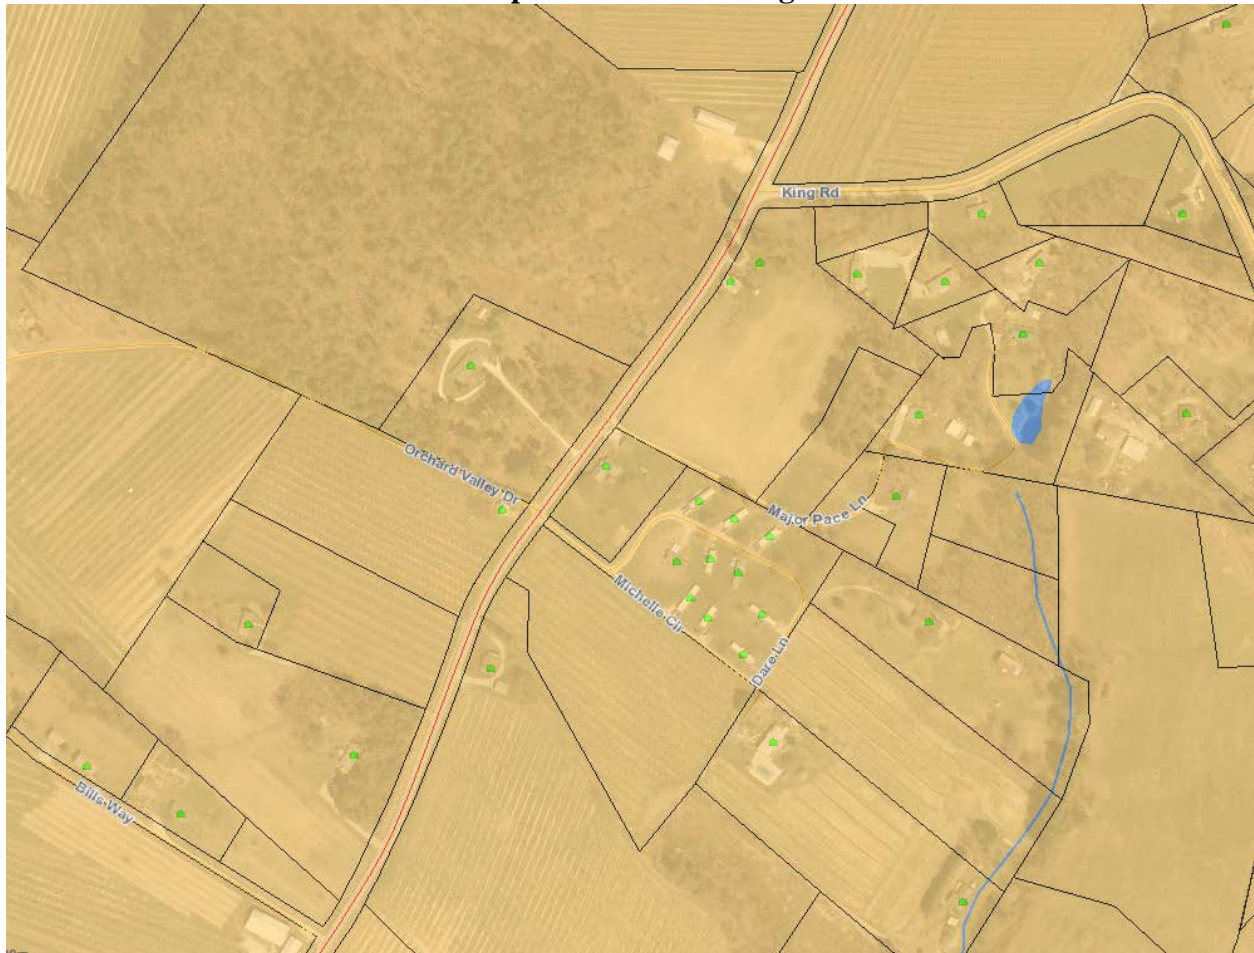 King Rd
Orchard Valley Dr
Major Pace Ln
Michelle Cir
Dare Ln
Bills Way